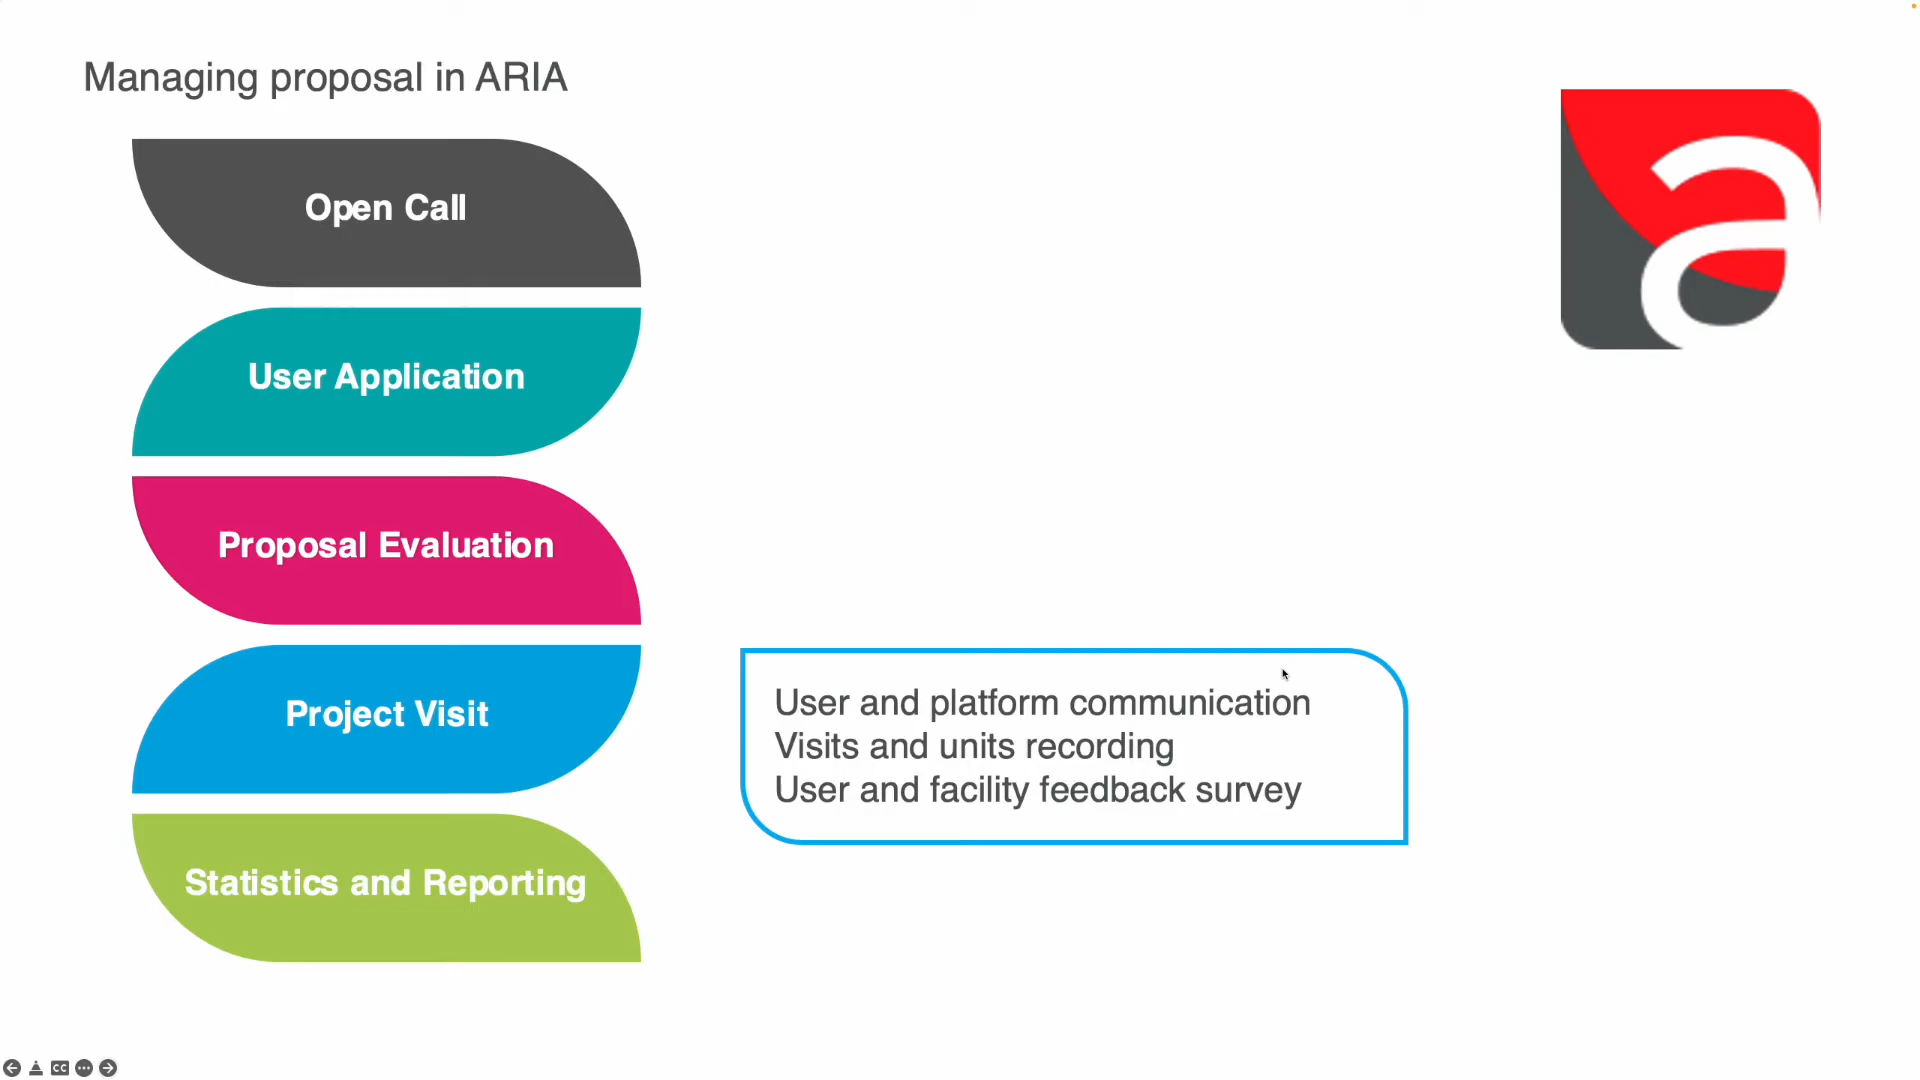 Managing proposal in ARIA
Open Call
User Application
Proposal Evaluation
Project Visit
User and platform communication
Visits and units recording
User and facility feedback survey
Statistics and Reporting
a
CC